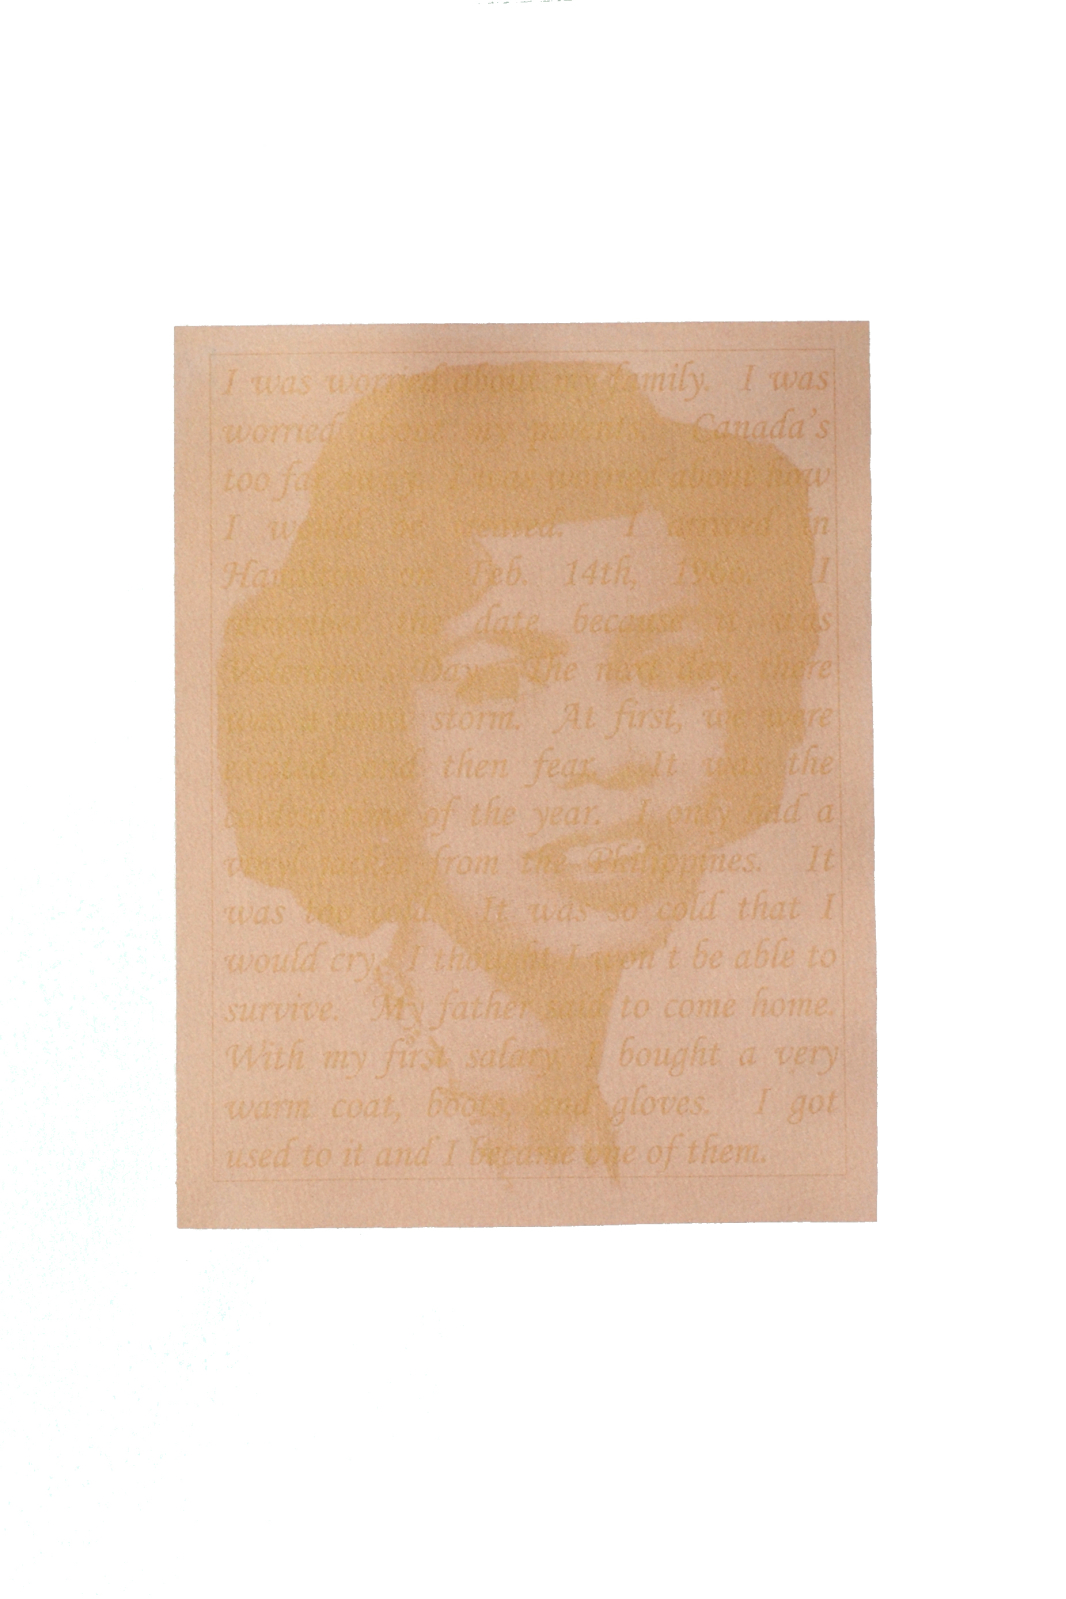 I was worried about my family. I was
worried about my parents. Canada's
too far away. I was worried about how
I would be treated. I arrived in
Hamilton on Feb. 14th,   I
remember the date because it was
Valentine's Day. The next day, there
was a   storm. At first, we were
excited, and then fear. It was the
coldest time of the year. I only had a
  from the Philippines. It
was too cold. It was so cold that I
would cry. I thought I won't be able to
survive. My father said to come home.
With my first salary, I bought a very
warm coat, boots, and gloves. I got
used to it and I became one of them.